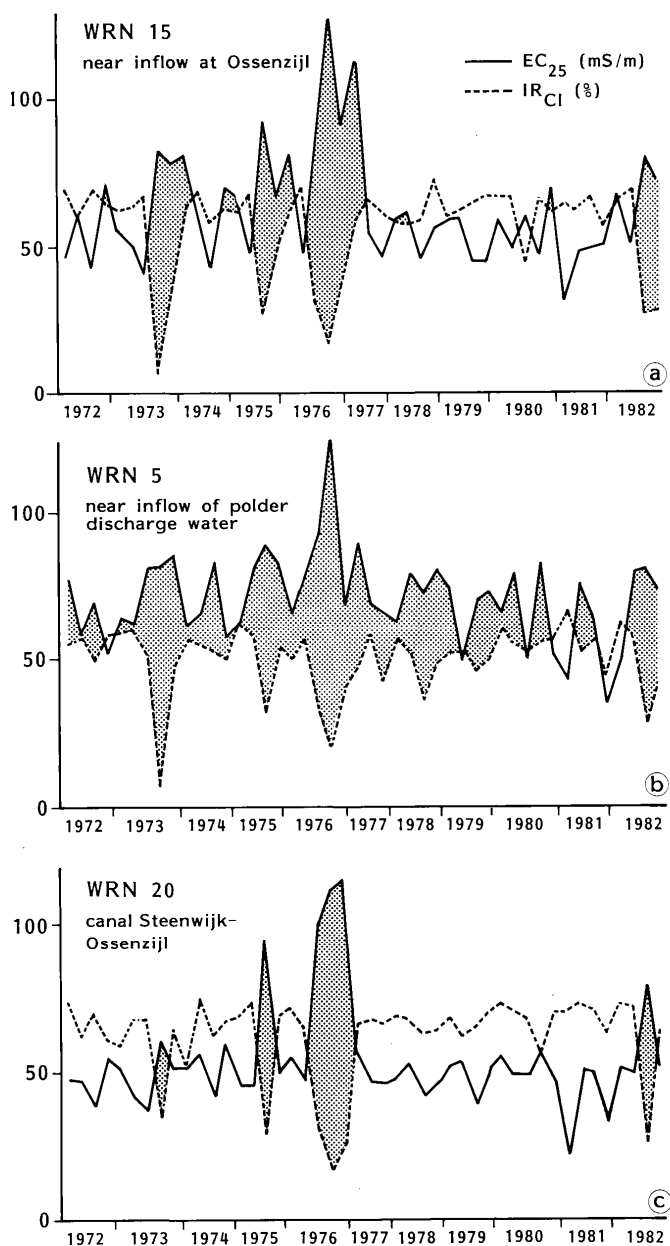 WRN 15
near inflow at Ossenzijl
EC25 (mS/m)
IRCl (%)
100
50
0
a
1972 1973 1974 1975 1976 1977 1978 1979 1980 1981 1982
WRN 5
near inflow of polder
discharge water
100
50
0
b
1972 1973 1974 1975 1976 1977 1978 1979 1980 1981 1982
WRN 20
canal Steenwijk-
Ossenzijl
100
50
0
c
1972 1973 1974 1975 1976 1977 1978 1979 1980 1981 1982